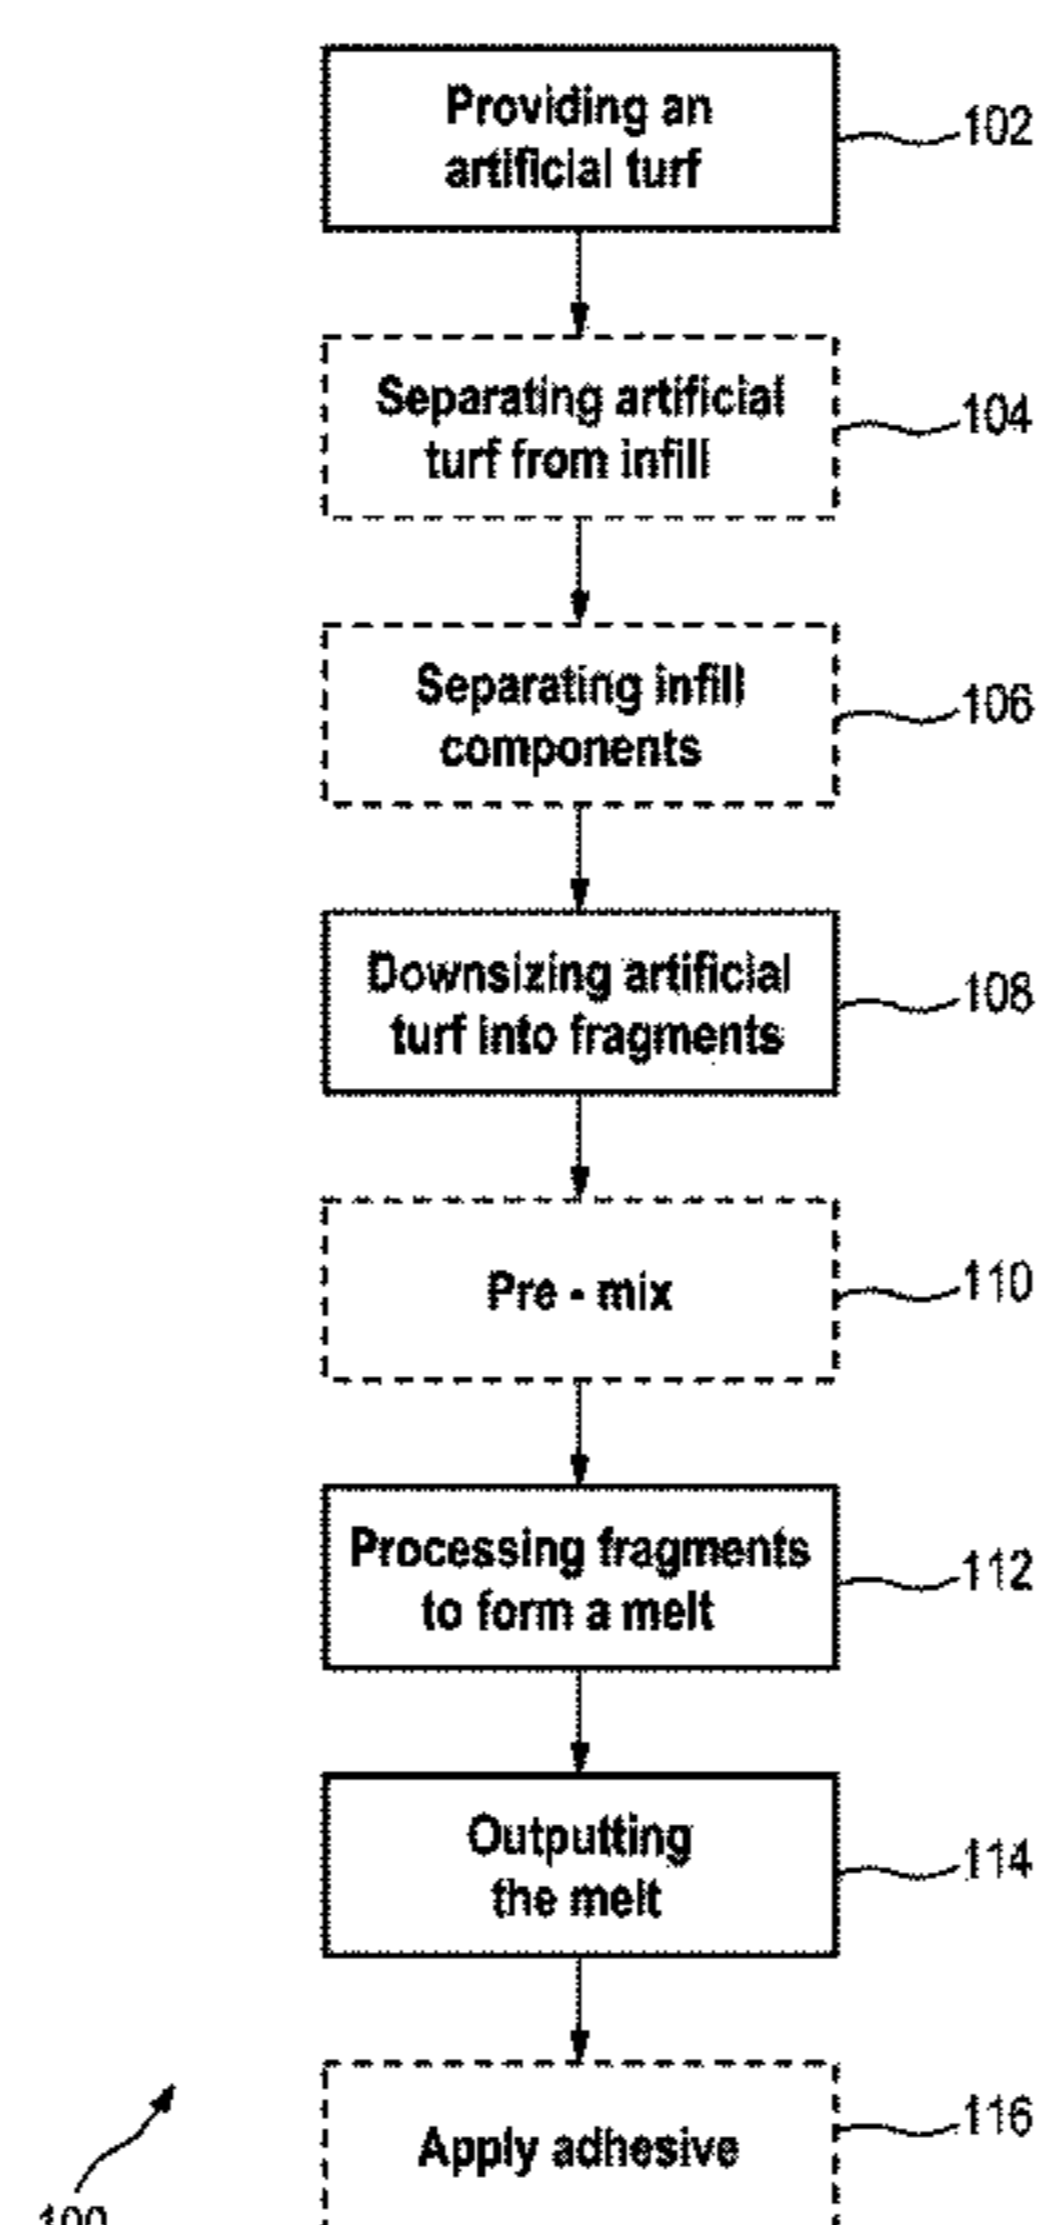 Providing an
artificial turf
102
Separating artificial
turf from infill
104
Separating infill
components
106
Downsizing artificial
turf into fragments
108
Pre - mix
110
Processing fragments
to form a melt
112
Outputting
the melt
114
Apply adhesive
116
100